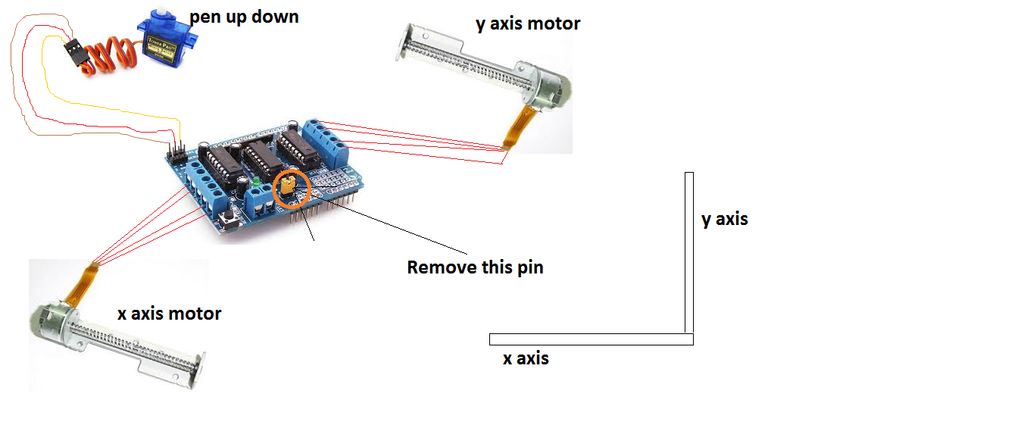 pen up down
y axis motor
y axis
Remove this pin
x axis motor
x axis